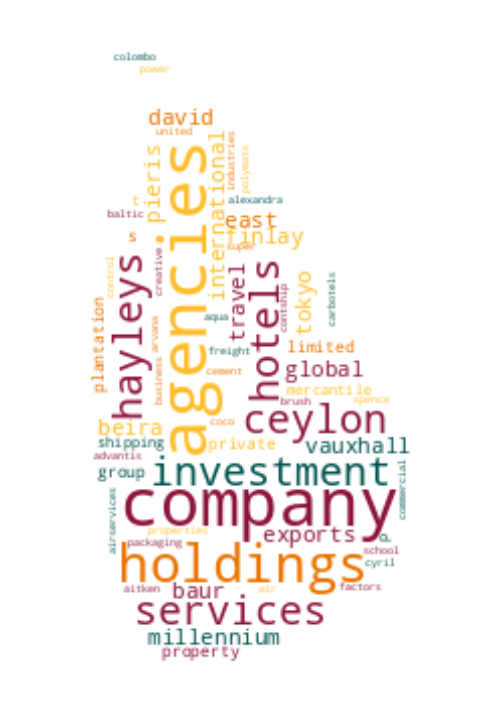 colombo
power
david
united
agencies
pieris
international
industries
polymats
r
baltic
alexandra
east
s
finlay
super
hayleys
control
creative
travel
hotels
contship
tokyo
carbotels
plantation
aqua
arvana
business
freight
limited
cement
global
mercantile
brush
spence
beira
coco
ceylon
shipping
private
vauxhall
advantis
group
investment
commercial
company
airservices
properties
exports
p
packaging
school
holdings
cyril
aitken
baur
air
factors
services
millennium
property